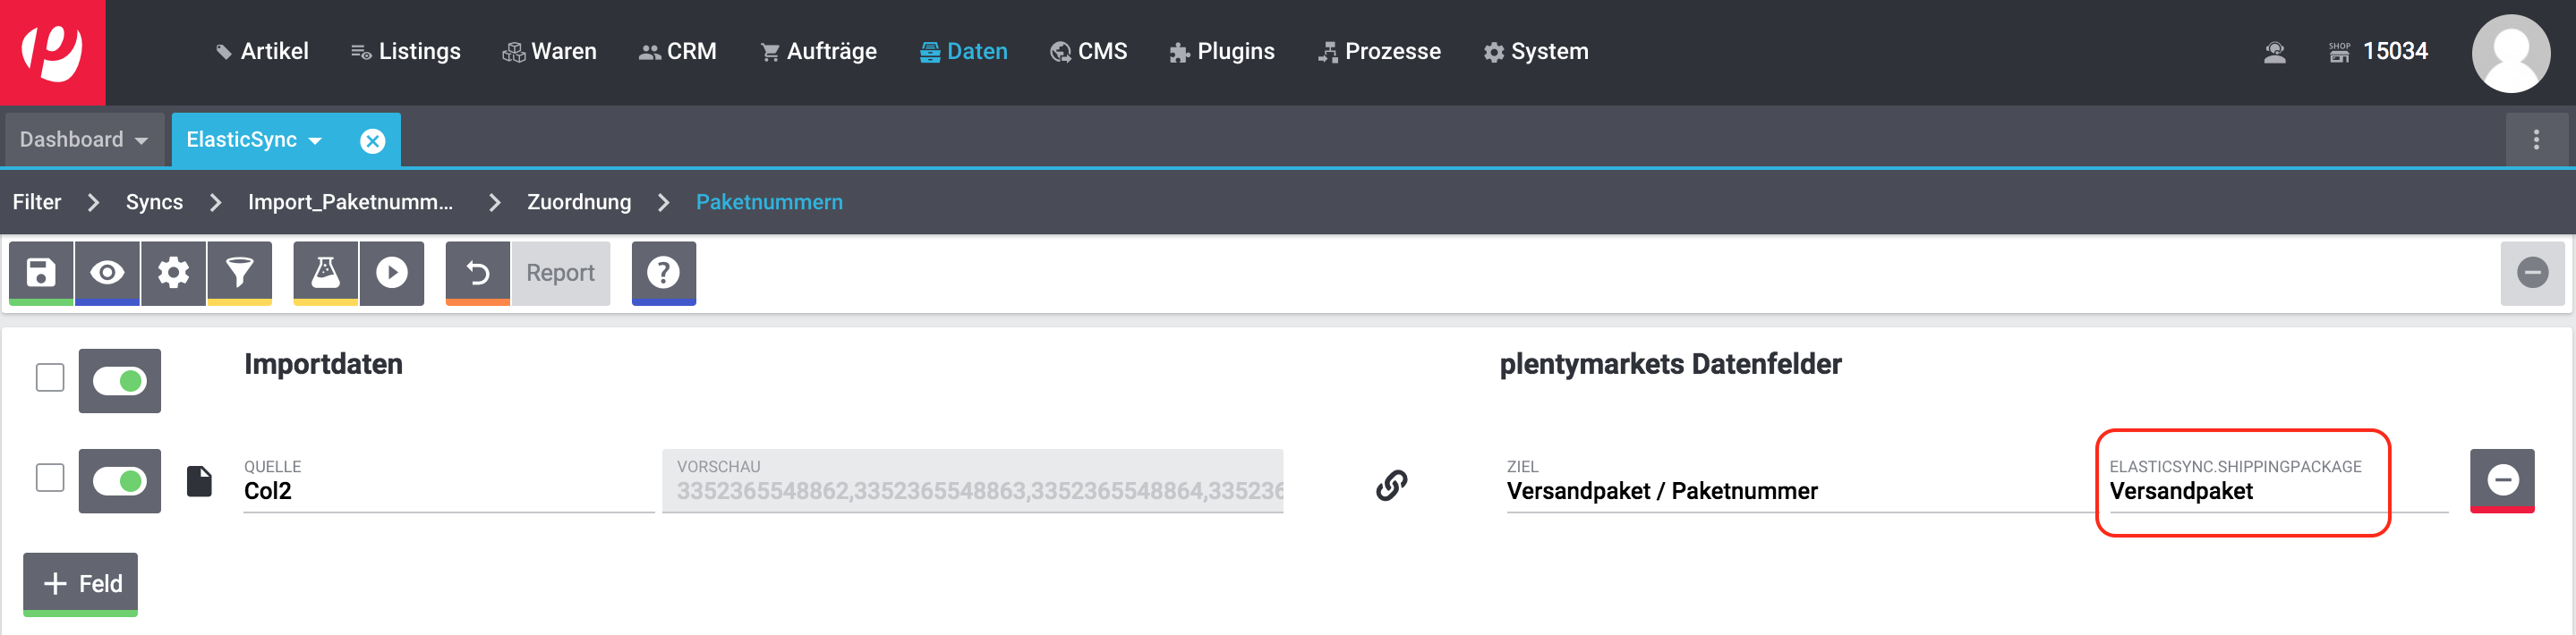 Artikel Listings Waren CRM Aufträge Daten CMS Plugins Prozesse System SHOP 15034
Dashboard ElasticSync
Filter Syncs Import_Paketnumm... Zuordnung Paketnummern
Report
Importdaten plentymarkets Datenfelder
QUELLE VORSCHAU ZIEL ELASTICSYNC.SHIPPINGPACKAGE
Col2 3352365548862,3352365548863,3352365548864,335236 Versandpaket / Paketnummer Versandpaket
+ Feld